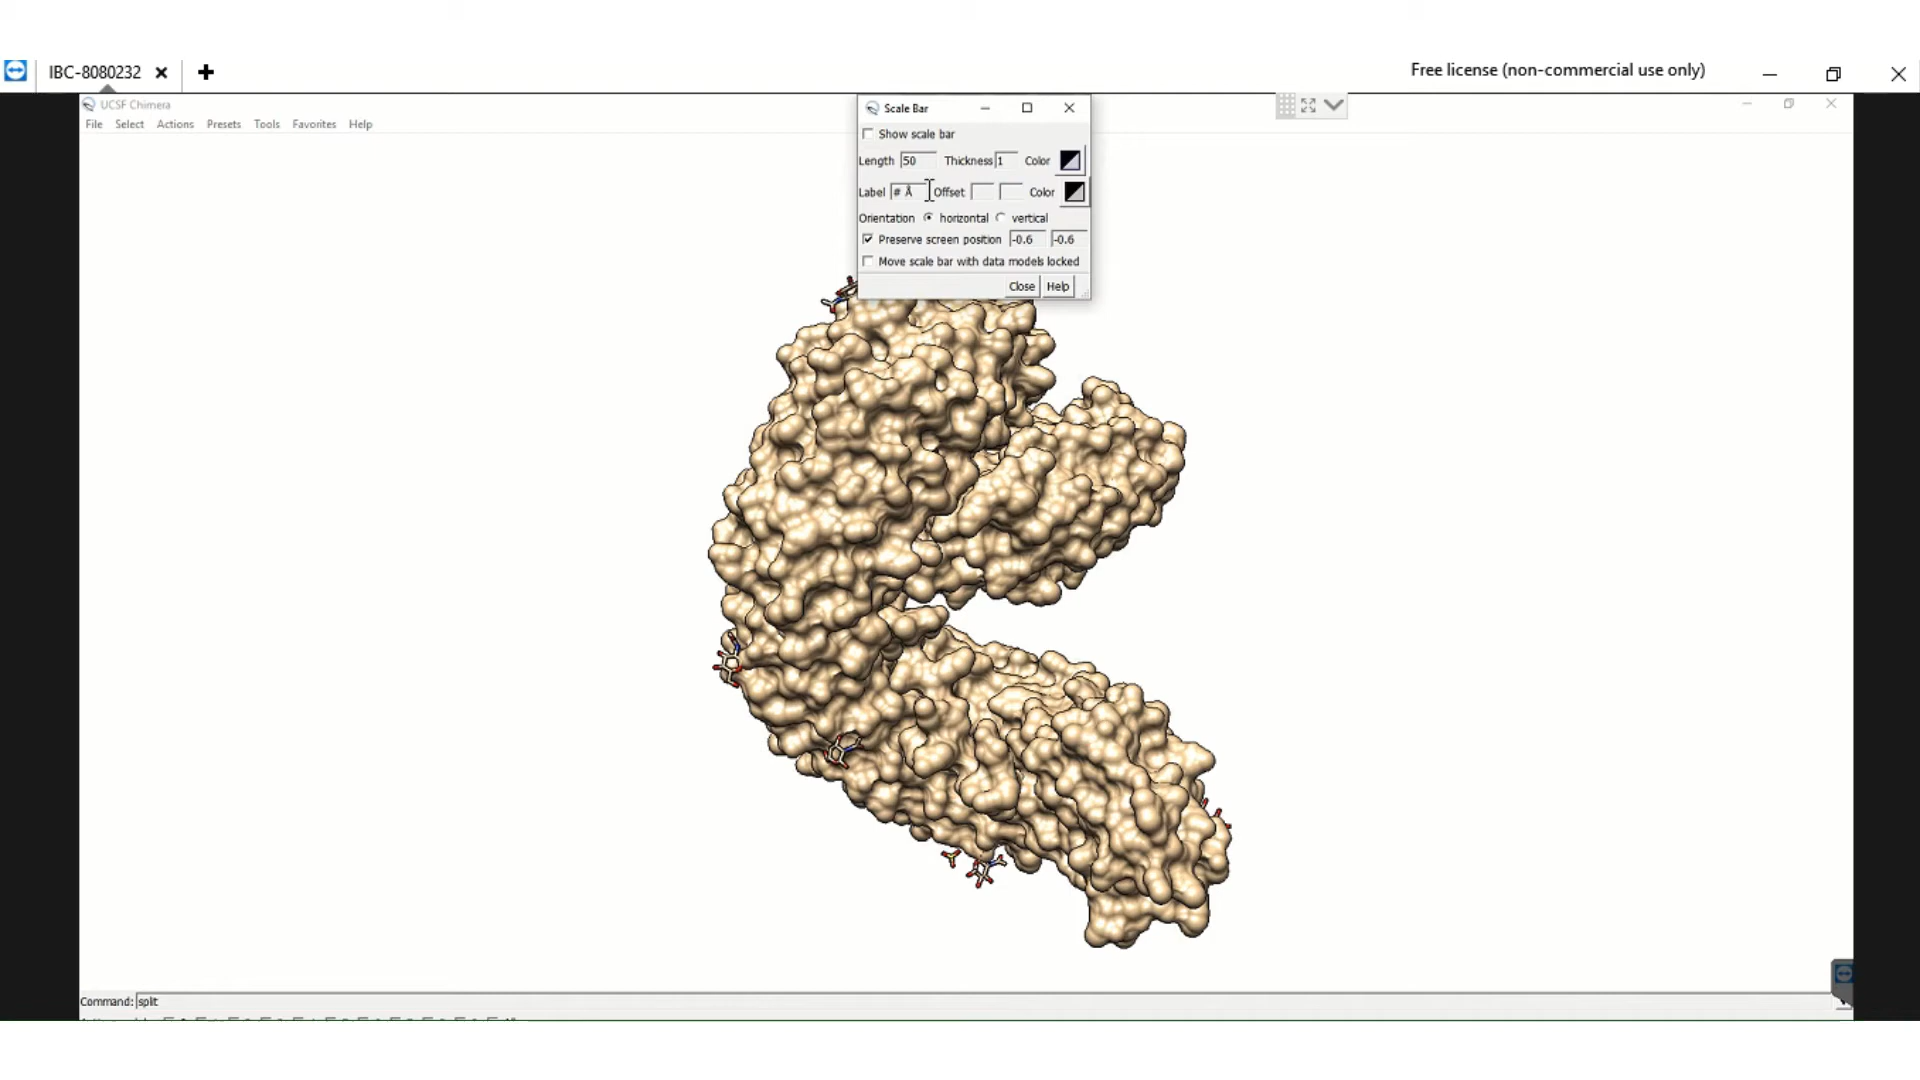 IBC-8080232
Free license (non-commercial use only)
UCSF Chimera
File Select Actions Presets Tools Favorites Help
Scale Bar
Show scale bar
Length 50 Thickness 1 Color
Label # Å Offset Color
Orientation horizontal vertical
Preserve screen position -0.6 -0.6
Move scale bar with data models locked
Close Help
Command: split